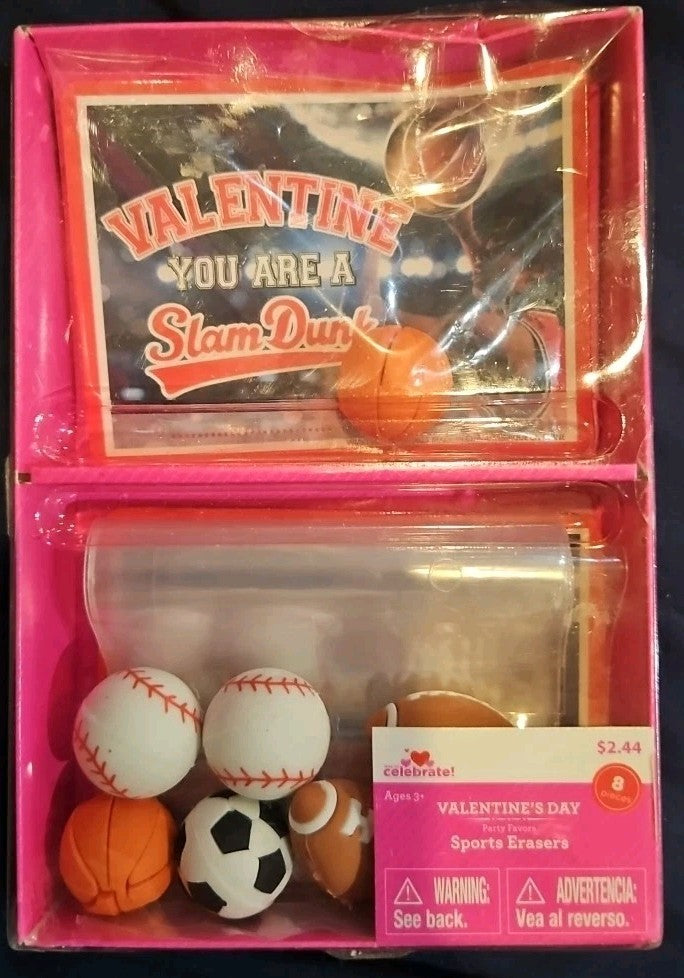 VALENTINE
YOU ARE A
Slam Dunk
$2.44
celebrate!
8
pieces
Ages 3+
VALENTINE'S DAY
Party Favors
Sports Erasers
WARNING:
See back.
ADVERTENCIA:
Vea al reverso.